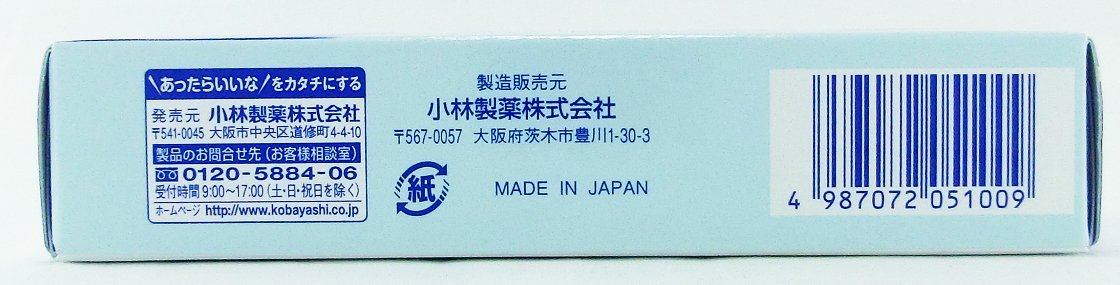 あったらいいなをカタチにする
発売元 小林製薬株式会社
〒541-0045 大阪市中央区道修町4-4-10
製品のお問合せ先(お客様相談室)
0120-5884-06
受付時間9:00〜17:00(土・日・祝日を除く)
ホームページ http://www.kobayashi.co.jp
製造販売元
小林製薬株式会社
〒567-0057 大阪府茨木市豊川1-30-3
紙
MADE IN JAPAN
4 987072 051009